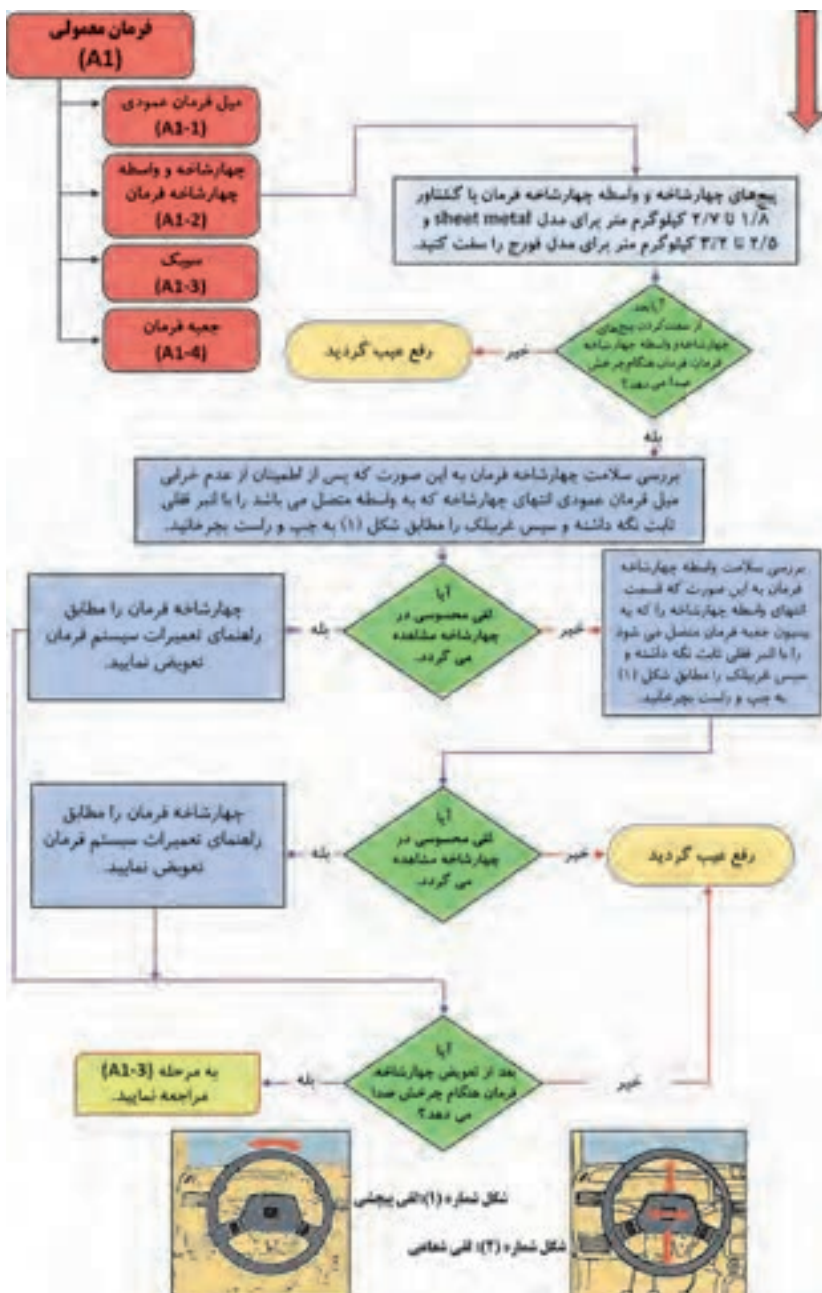 فرمان معمولی
(A1)
میل فرمان عمودی
(A1-1)
چهارشاخه و واسطه
چهارشاخه فرمان
(A1-2)
سیبک
(A1-3)
جعبه فرمان
(A1-4)
پیچ‌های چهارشاخه و واسطه چهارشاخه فرمان با گشتاور
۱/۸ تا ۲/۷ کیلوگرم متر برای مدل sheet metal و
۲/۵ تا ۳/۲ کیلوگرم متر برای مدل فورج را سفت کنید.
آیا بعد
از سفت کردن پیچ‌های
چهارشاخه و واسطه چهارشاخه
فرمان فرمان هنگام چرخش
صدا می دهد؟
خیر
رفع عیب گردید
بله
بررسی سلامت چهارشاخه فرمان به این صورت که پس از اطمینان از عدم خرابی
میل فرمان عمودی انتهای چهارشاخه که به واسطه متصل می باشد را با انبر قفلی
ثابت نگه داشته و سپس غربیلک را مطابق شکل (۱) به چپ و راست بچرخانید.
آیا
لقی محسوسی در
چهارشاخه مشاهده
می گردد.
بله
چهارشاخه فرمان را مطابق
راهنمای تعمیرات سیستم فرمان
تعویض نمایید.
خیر
بررسی سلامت واسطه چهارشاخه
فرمان به این صورت که قسمت
انتهای واسطه چهارشاخه را که به
پینیون جعبه فرمان متصل می شود
را با انبر قفلی ثابت نگه داشته و
سپس غربیلک را مطابق شکل (۱)
به چپ و راست بچرخانید.
آیا
لقی محسوسی در
چهارشاخه مشاهده
می گردد.
بله
چهارشاخه فرمان را مطابق
راهنمای تعمیرات سیستم فرمان
تعویض نمایید.
خیر
رفع عیب گردید
آیا
بعد از تعویض چهارشاخه،
فرمان هنگام چرخش صدا
می دهد؟
خیر
بله
به مرحله (A1-3)
مراجعه نمایید.
شکل شماره (۱): لقی پیچشی
شکل شماره (۲): لقی شعاعی